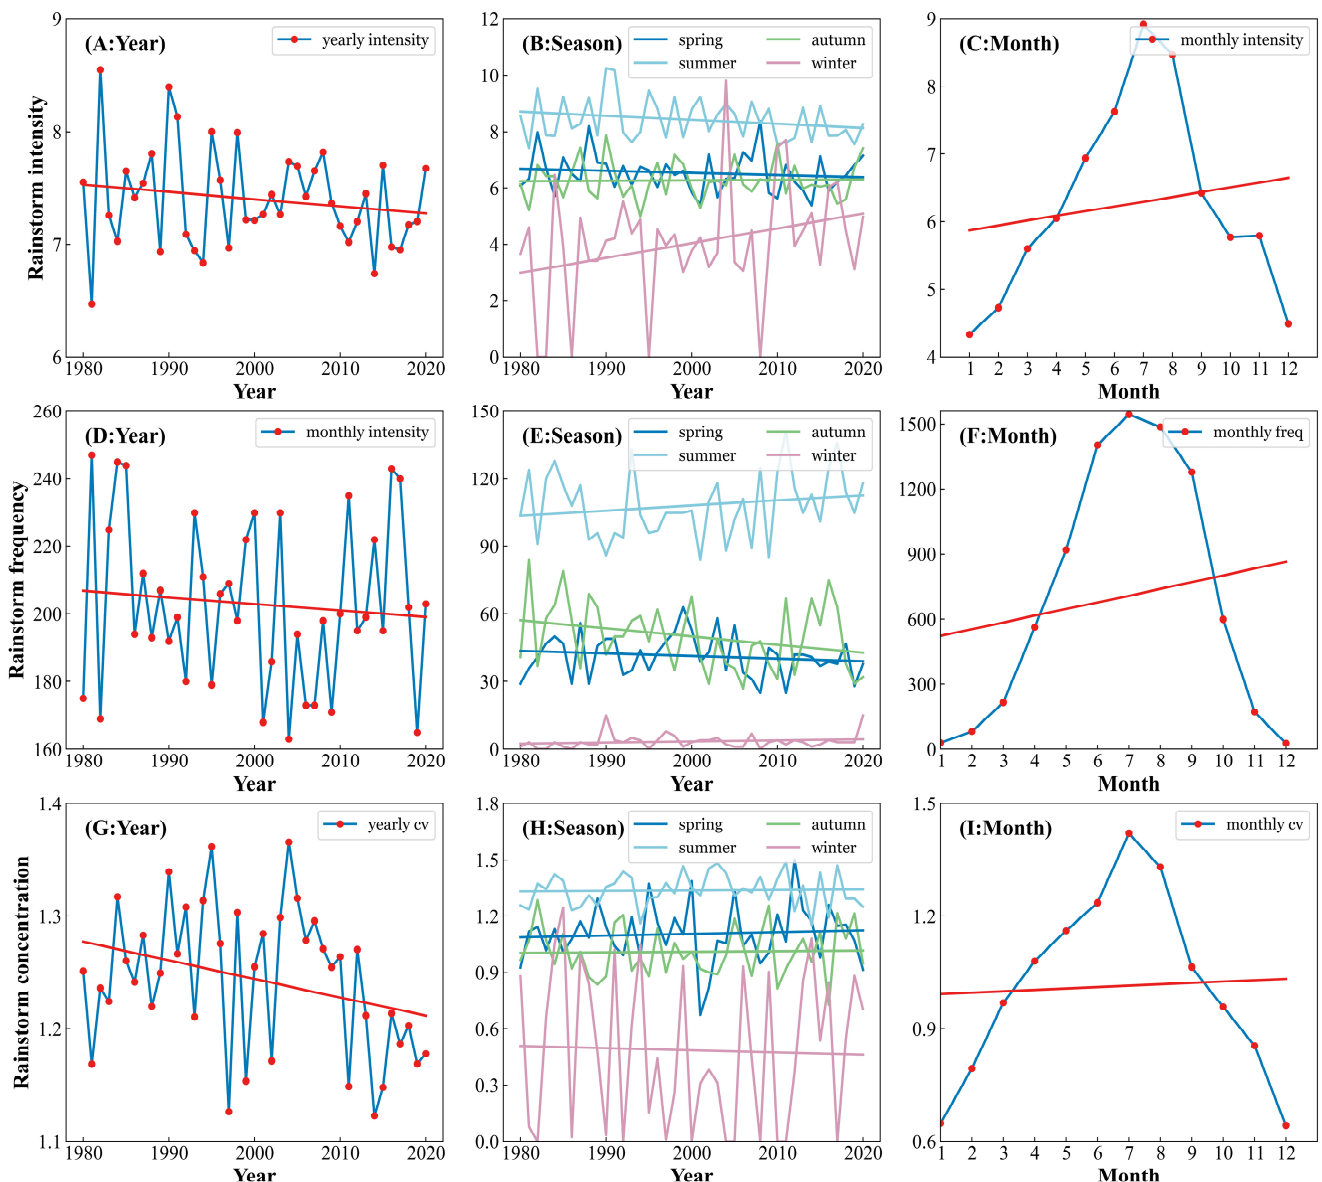 Rainstorm intensity
(A:Year)
yearly intensity
9
8
7
6
1980 1990 2000 2010 2020
Year
(B:Season)
spring autumn
summer winter
12
10
8
6
4
2
0
1980 1990 2000 2010 2020
Year
(C:Month)
monthly intensity
9
8
7
6
5
4
1 2 3 4 5 6 7 8 9 10 11 12
Month
Rainstorm frequency
(D:Year)
monthly intensity
260
240
220
200
180
160
1980 1990 2000 2010 2020
Year
(E:Season)
spring autumn
summer winter
150
120
90
60
30
0
1980 1990 2000 2010 2020
Year
(F:Month)
monthly freq
1500
1200
900
600
300
0
1 2 3 4 5 6 7 8 9 10 11 12
Month
Rainstorm concentration
(G:Year)
yearly cv
1.4
1.3
1.2
1.1
1980 1990 2000 2010 2020
Year
(H:Season)
spring autumn
summer winter
1.8
1.5
1.2
0.9
0.6
0.3
0.0
1980 1990 2000 2010 2020
Year
(I:Month)
monthly cv
1.5
1.2
0.9
0.6
1 2 3 4 5 6 7 8 9 10 11 12
Month